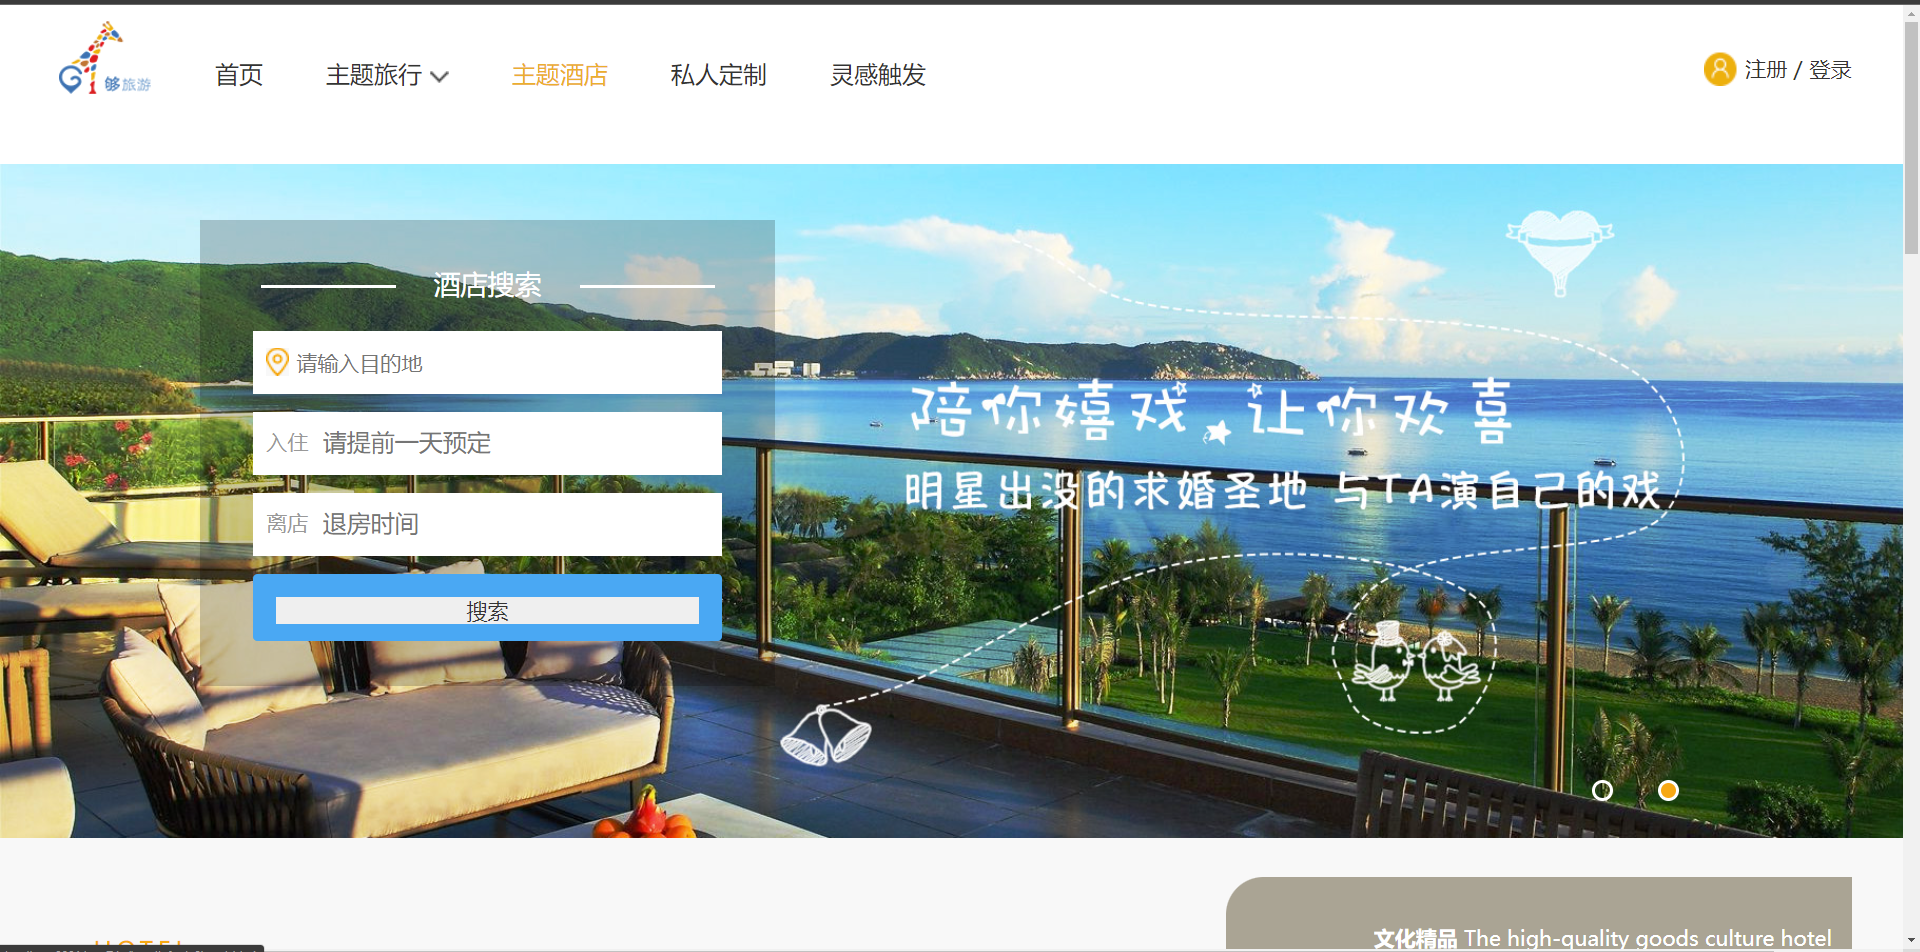 够旅游
首页 主题旅行 主题酒店 私人定制 灵感触发
注册 / 登录
酒店搜索
请输入目的地
入住 请提前一天预定
离店 退房时间
搜索
陪你嬉戏 让你欢喜
明星出没的求婚圣地 与TA演自己的戏
HOTEL
文化精品 The high-quality goods culture hotel